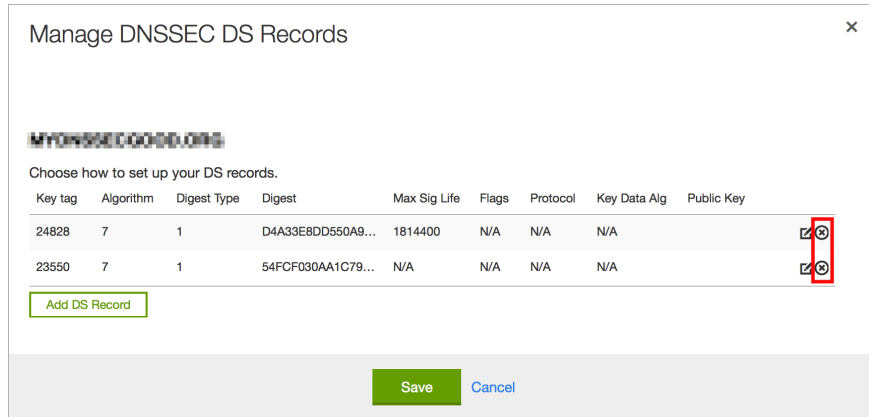 Manage DNSSEC DS Records
Choose how to set up your DS records.
Key tag Algorithm Digest Type Digest Max Sig Life Flags Protocol Key Data Alg Public Key
24828 7 1 D4A33E8DD550A9... 1814400 N/A N/A N/A
23550 7 1 54FCF030AA1C79... N/A N/A N/A N/A
Add DS Record
Save Cancel